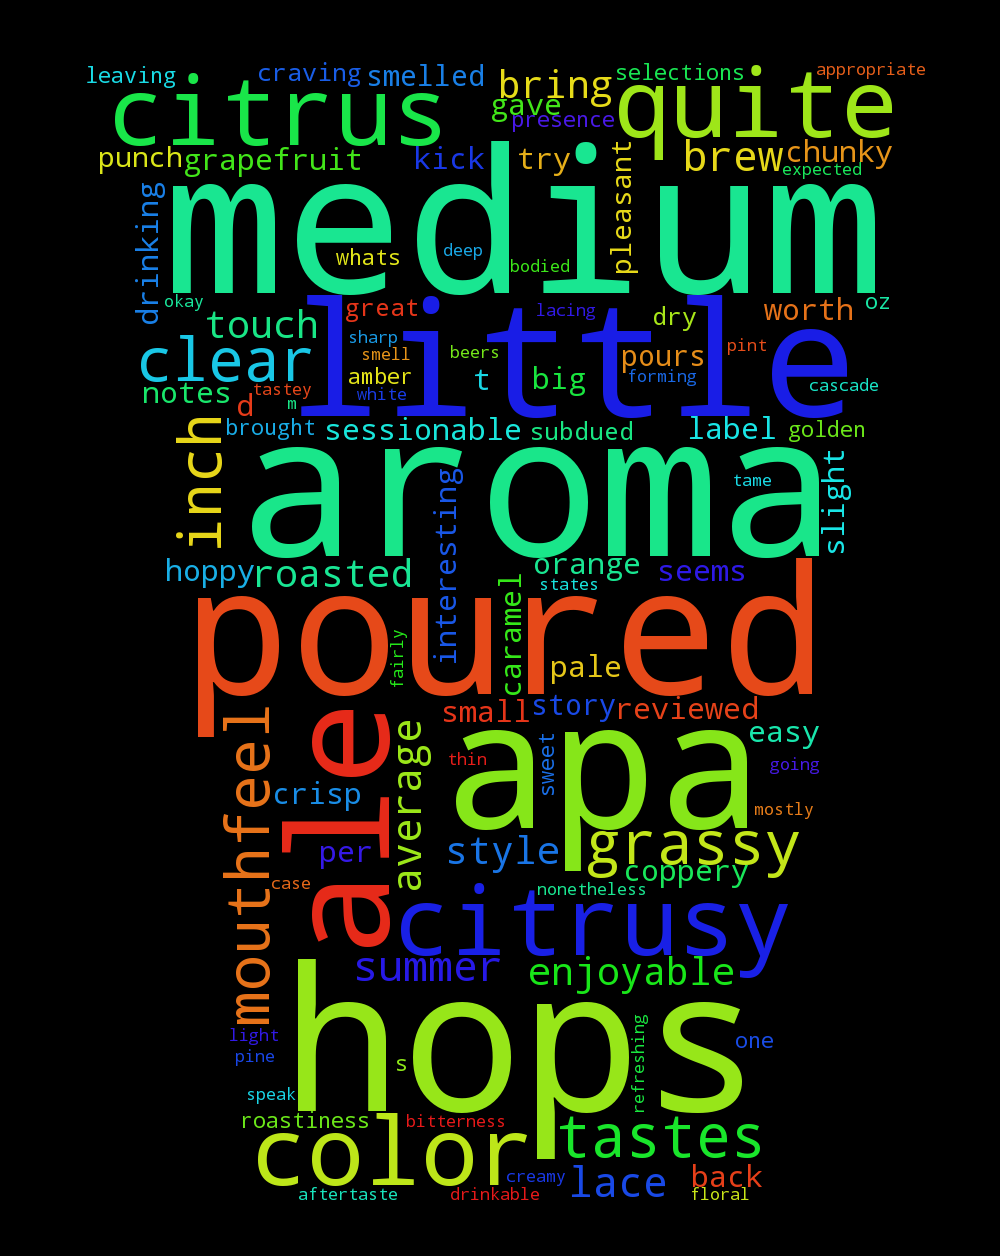 leaving craving smelled bring selections appropriate
citrus gave presence quite
punch grapefruit kick try pleasant brew chunky expected
medium
drinking whats deep bodied
okay touch great little lacing dry worth oz
clear sharp smell beers pours pint
notes d tastey m amber white t big forming cascade
brought sessionable subdued label golden
inch aroma tame slight
interesting
hoppy roasted caramel orange states seems
poured
fairly pale
mouthfeel ale average small story reviewed easy
apa thin sweet going
crisp mostly
per style grassy coppery
case nonetheless
citrusy
summer enjoyable
hops
light pine s refreshing one
speak
roastiness bitterness
color tastes
creamy lace back
aftertaste drinkable floral